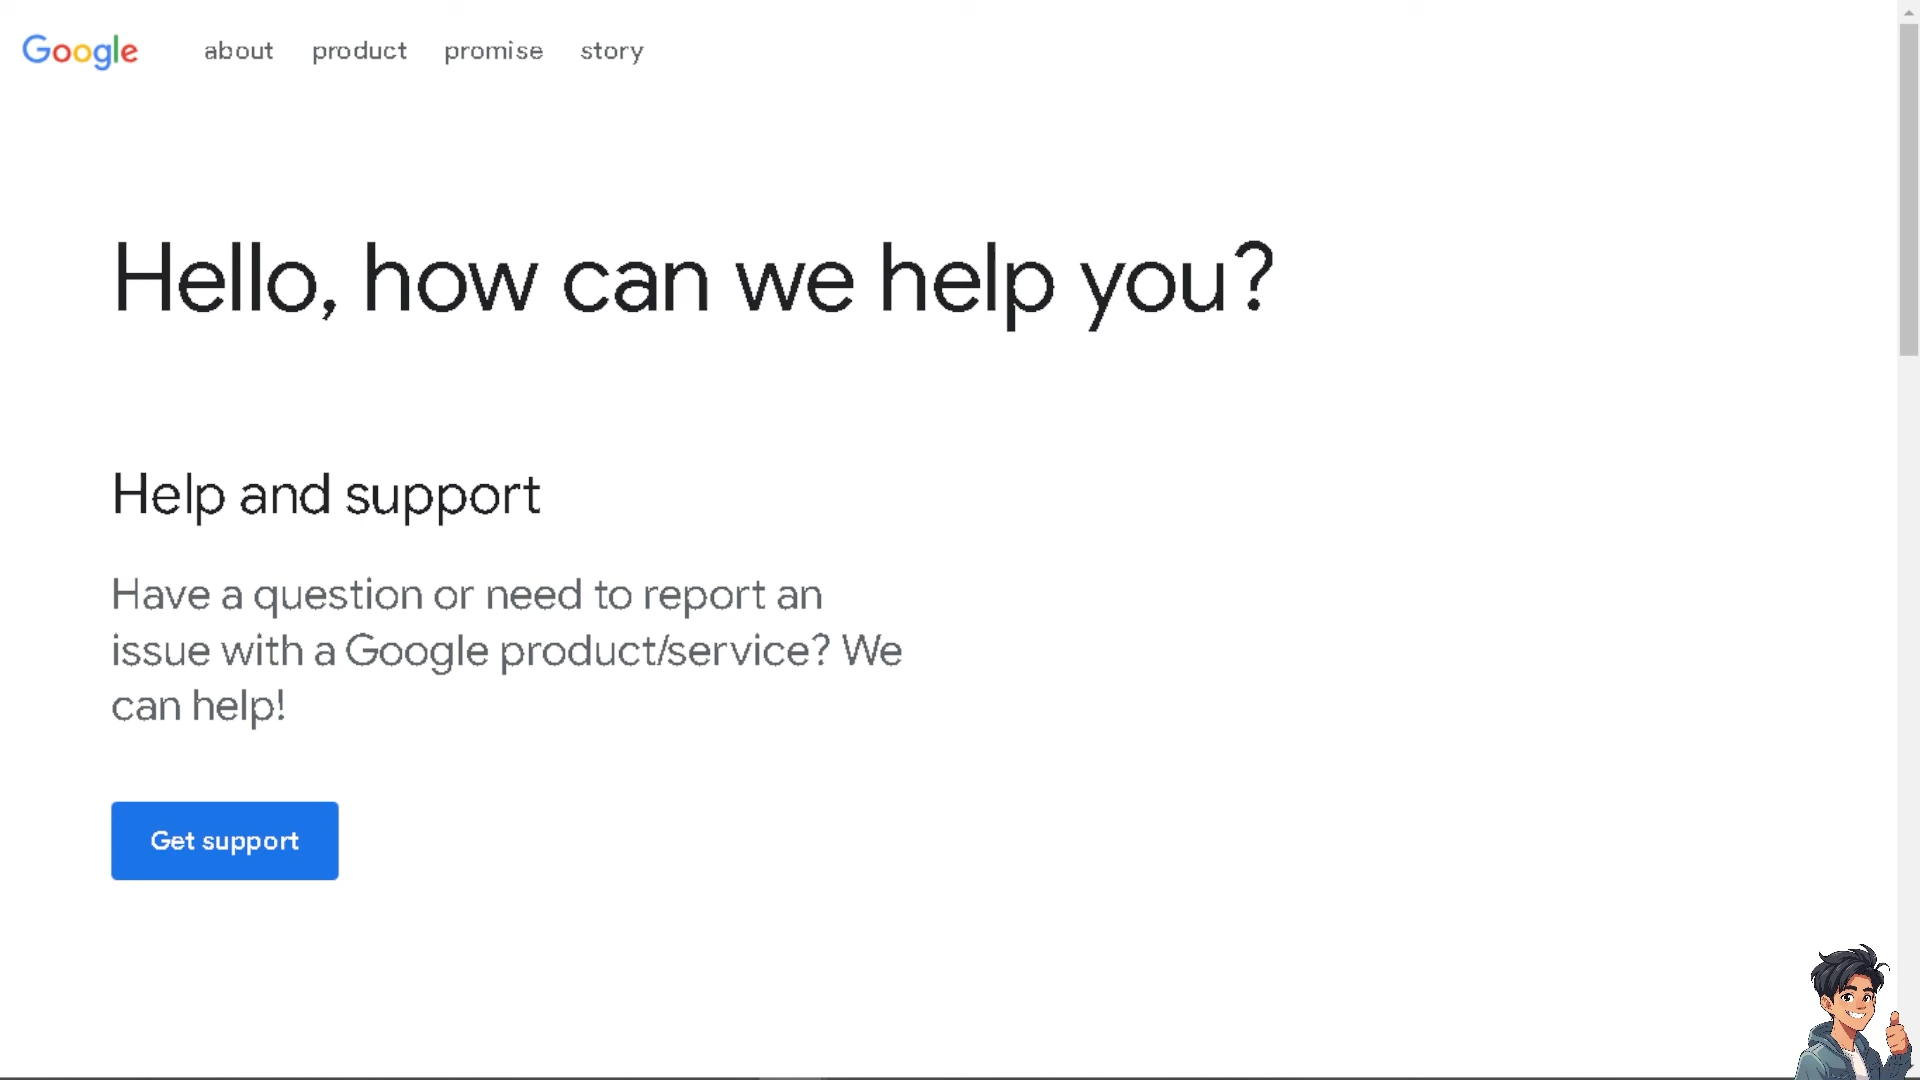 Google about product promise story
Hello, how can we help you?
Help and support
Have a question or need to report an
issue with a Google product/service? We
can help!
Get support